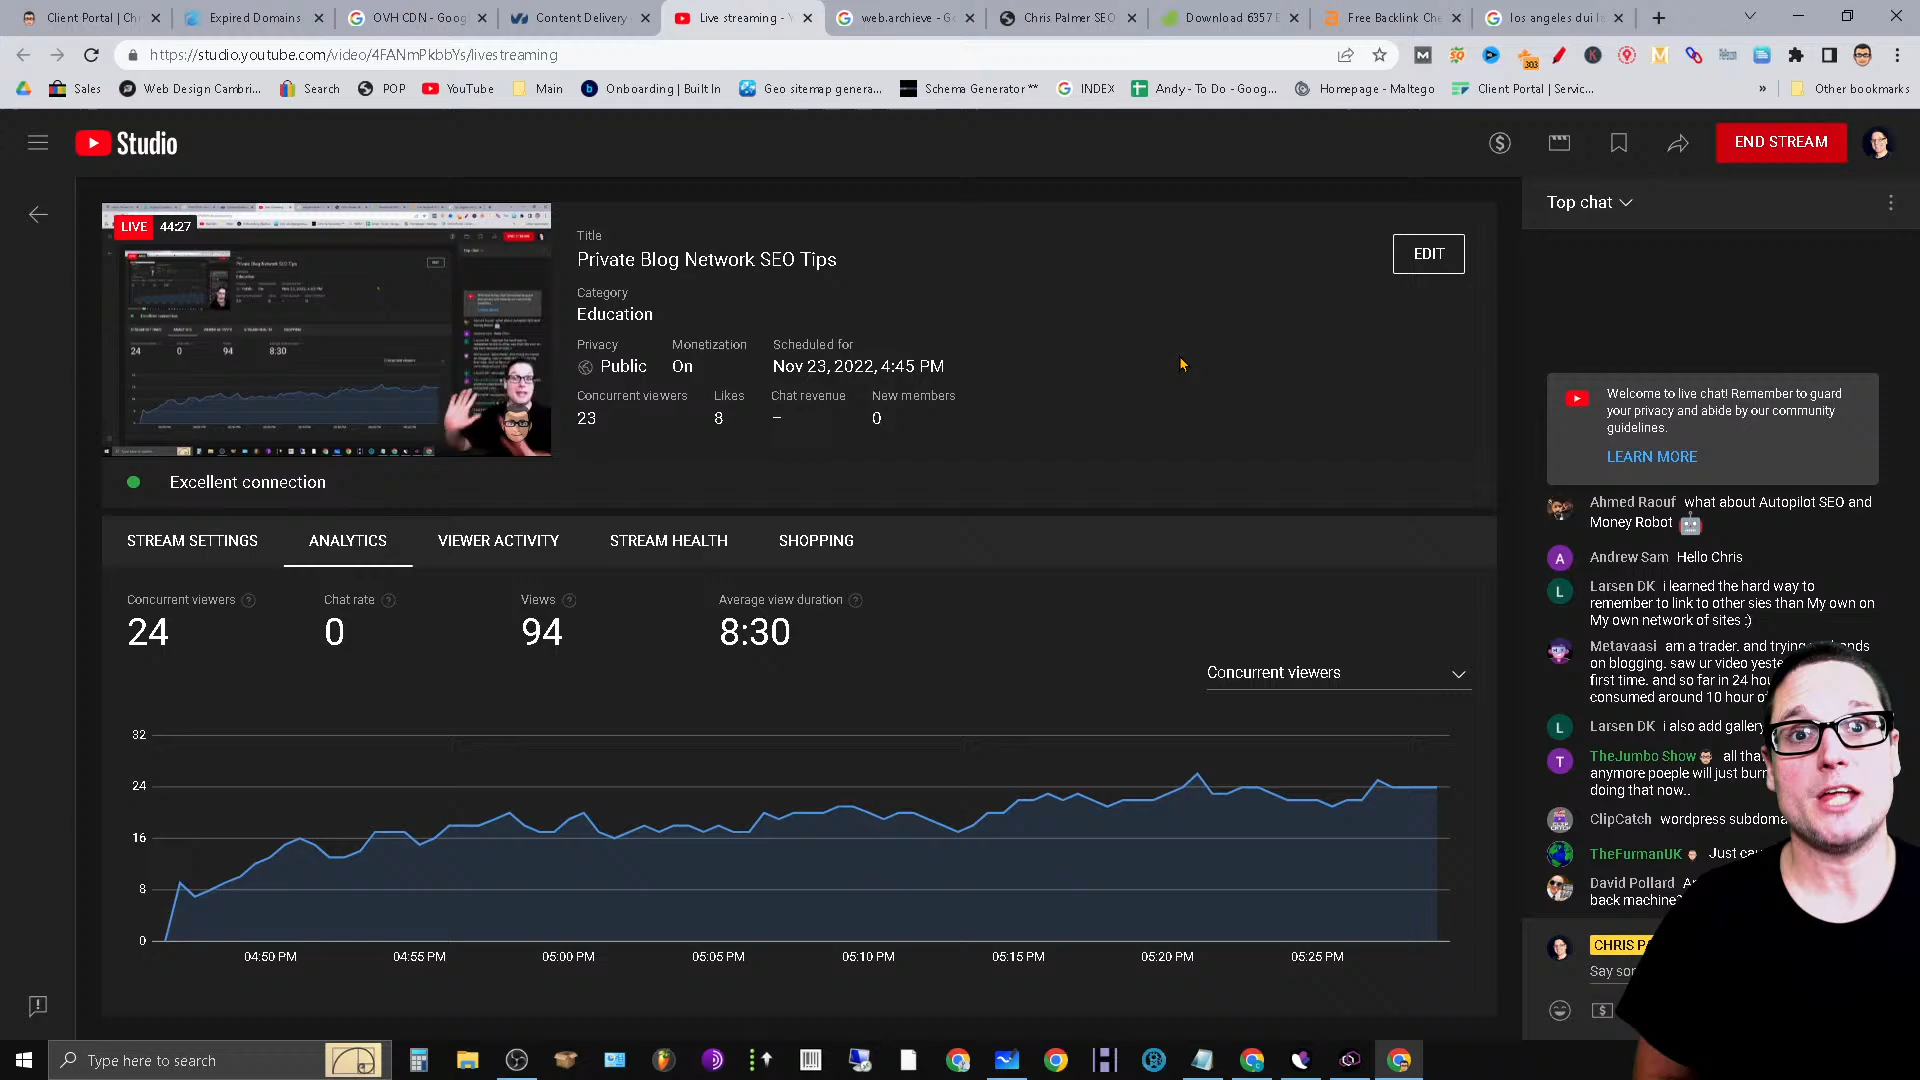 Client Portal | Chr
Expired Domains
OVH CDN - Goog
Content Delivery
Live streaming - Y
web.archieve - Go
Chris Palmer SEO
Download 6357 E
Free Backlink Che
los angeles dui l
https://studio.youtube.com/video/4FANmPkbbYs/livestreaming
303
Sales
Web Design Cambri...
Search
POP
YouTube
Main
Onboarding | Built In
Geo sitemap genera...
Schema Generator **
INDEX
Andy - To Do - Goog...
Homepage - Maltego
Client Portal | Servic...
»
Other bookmarks
Studio
END STREAM
LIVE 44:27
Title
Private Blog Network SEO Tips
EDIT
Category
Education
Privacy Monetization Scheduled for
Public On Nov 23, 2022, 4:45 PM
Concurrent viewers Likes Chat revenue New members
23 8 – 0
Excellent connection
STREAM SETTINGS ANALYTICS VIEWER ACTIVITY STREAM HEALTH SHOPPING
Concurrent viewers Chat rate Views Average view duration
24 0 94 8:30
Concurrent viewers
32
24
16
8
0
04:50 PM 04:55 PM 05:00 PM 05:05 PM 05:10 PM 05:15 PM 05:20 PM 05:25 PM
Top chat
Welcome to live chat! Remember to guard
your privacy and abide by our community
guidelines.
LEARN MORE
Ahmed Raouf what about Autopilot SEO and
Money Robot
Andrew Sam Hello Chris
Larsen DK i learned the hard way to
remember to link to other sies than My own on
My own network of sites :)
Metavaasi am a trader. and trying
on blogging. saw ur video yeste
first time. and so far in 24 hou
consumed around 10 hour of
Larsen DK i also add gallery
TheJumbo Show all tha
anymore poeple will just burn
doing that now..
ClipCatch wordpress subdoma
TheFurmanUK Just cau
David Pollard
back machine?
CHRIS P
Say so
Type here to search